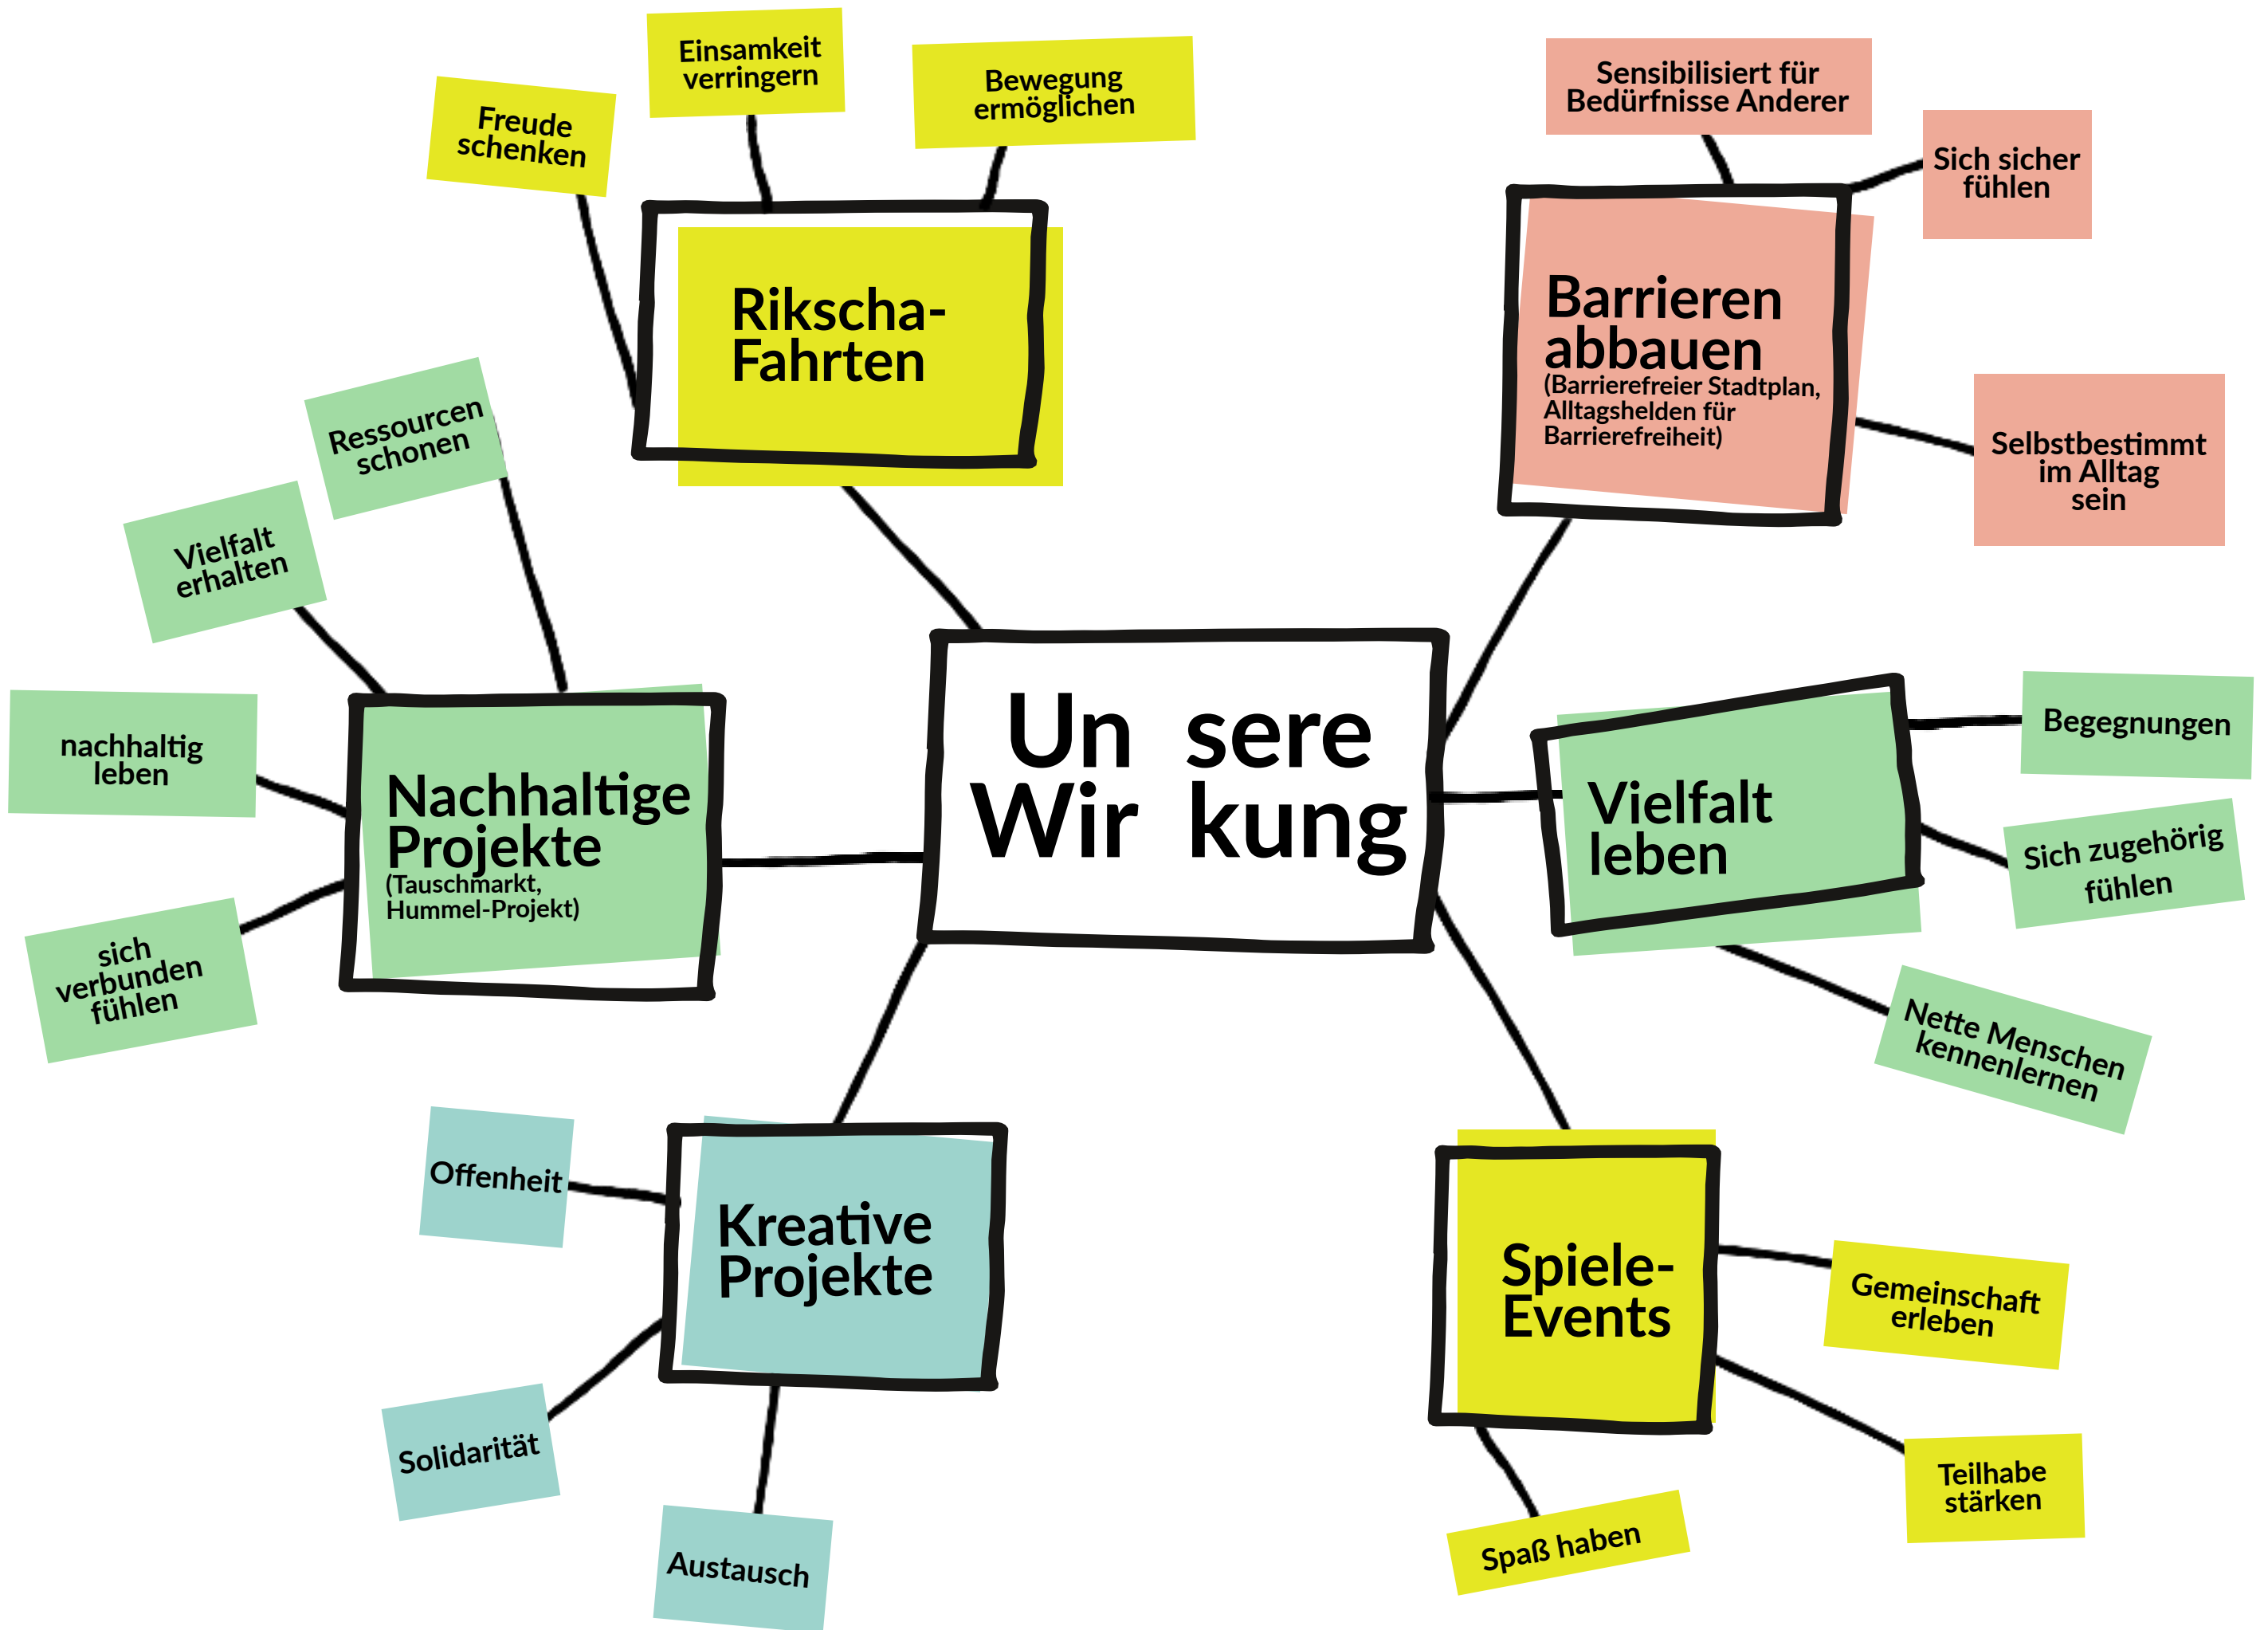 Einsamkeit
verringern
Bewegung
ermöglichen
Freude
schenken
Rikscha-
Fahrten
Sensibilisiert für
Bedürfnisse Anderer
Sich sicher
fühlen
Barrieren
abbauen
(Barrierefreier Stadtplan,
Alltagshelden für
Barrierefreiheit)
Selbstbestimmt
im Alltag
sein
Ressourcen
schonen
Vielfalt
erhalten
nachhaltig
leben
Nachhaltige
Projekte
(Tauschmarkt,
Hummel-Projekt)
sich
verbunden
fühlen
Un sere
Wir kung
Vielfalt
leben
Begegnungen
Sich zugehörig
fühlen
Nette Menschen
kennenlernen
Offenheit
Kreative
Projekte
Solidarität
Austausch
Spiele-
Events
Gemeinschaft
erleben
Teilhabe
stärken
Spaß haben